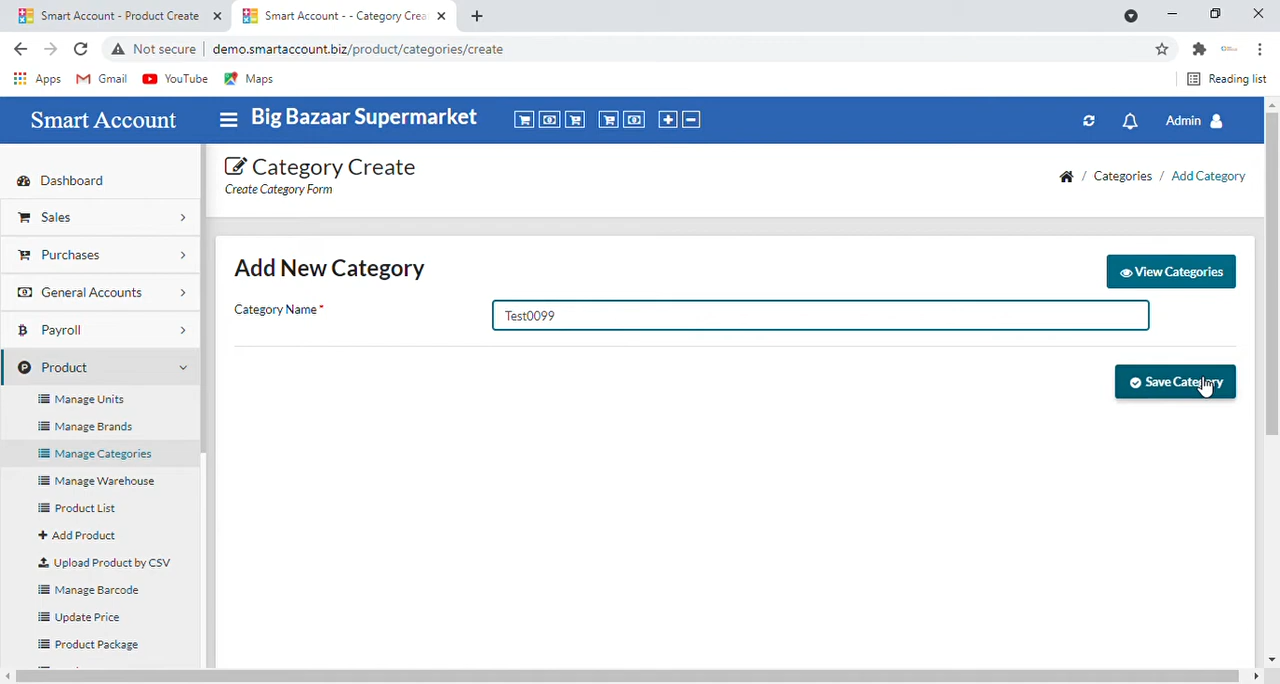 Smart Account - Product Create
Smart Account - - Category Crea
Not secure
demo.smartaccount.biz/product/categories/create
Apps
Gmail
YouTube
Maps
Reading list
Smart Account
Big Bazaar Supermarket
Admin
Dashboard
Sales
Purchases
General Accounts
Payroll
Product
Manage Units
Manage Brands
Manage Categories
Manage Warehouse
Product List
Add Product
Upload Product by CSV
Manage Barcode
Update Price
Product Package
Category Create
Create Category Form
/ Categories / Add Category
Add New Category
View Categories
Category Name *
Test0099
Save Category